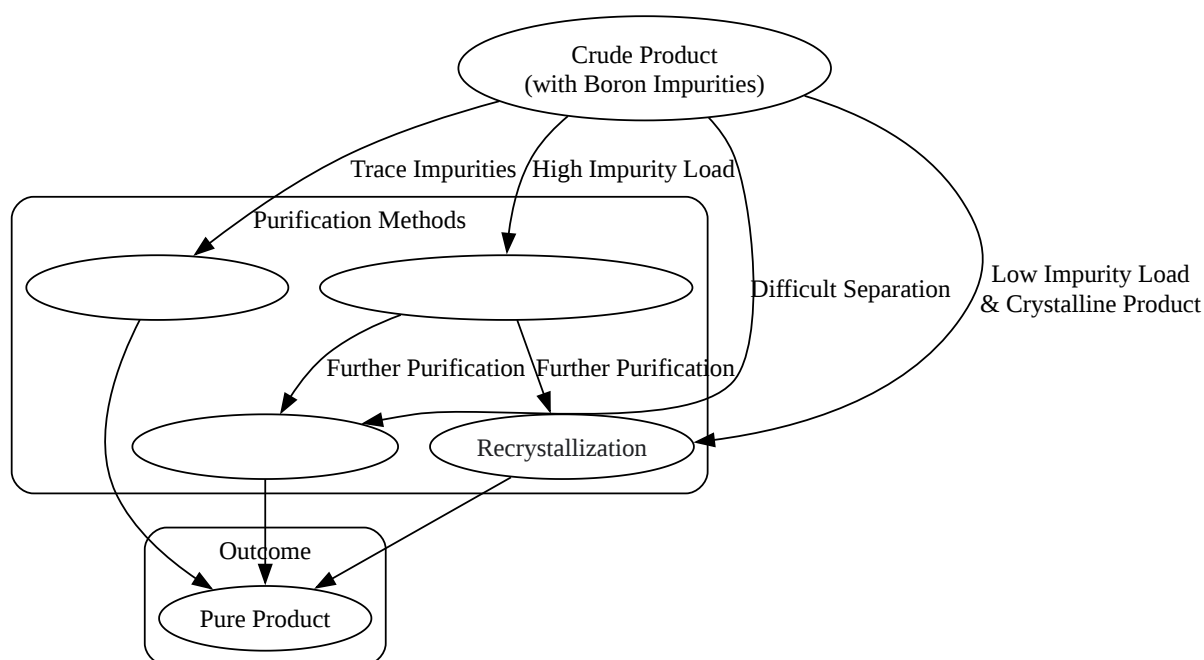 Crude Product
(with Boron Impurities)
Trace Impurities
High Impurity Load
Purification Methods
Difficult Separation
Low Impurity Load
& Crystalline Product
Further Purification
Further Purification
Recrystallization
Outcome
Pure Product